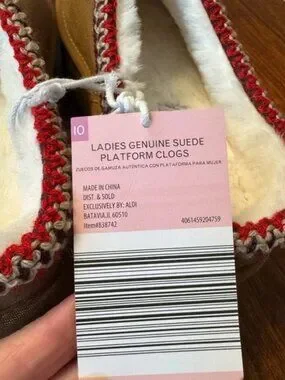 10
LADIES GENUINE SUEDE
PLATFORM CLOGS
ZUECOS DE GAMUZA AUTÉNTICA CON PLATAFORMA PARA MUJER
MADE IN CHINA
DIST. & SOLD
EXCLUSIVELY BY: ALDI
BATAVIA,IL 60510
Item#838742
4061459204759